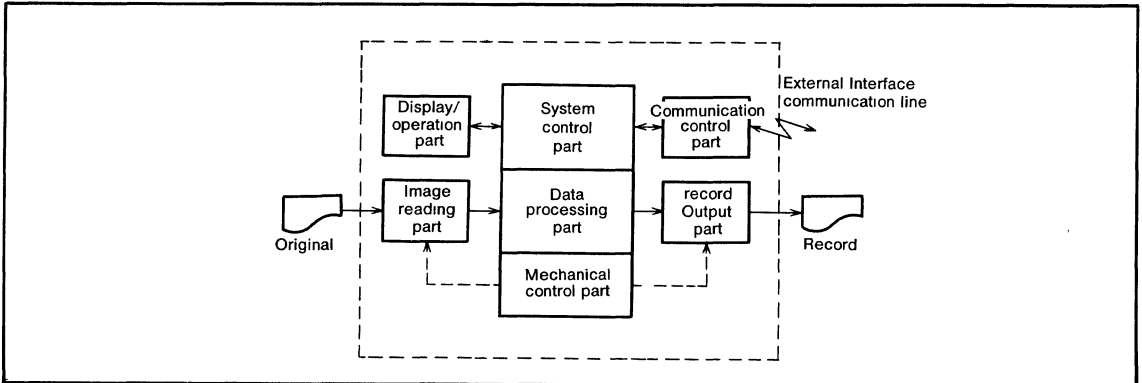 External Interface
communication line
Display/
operation
part
System
control
part
Communication
control
part
Image
reading
part
Data
processing
part
record
Output
part
Original
Record
Mechanical
control part